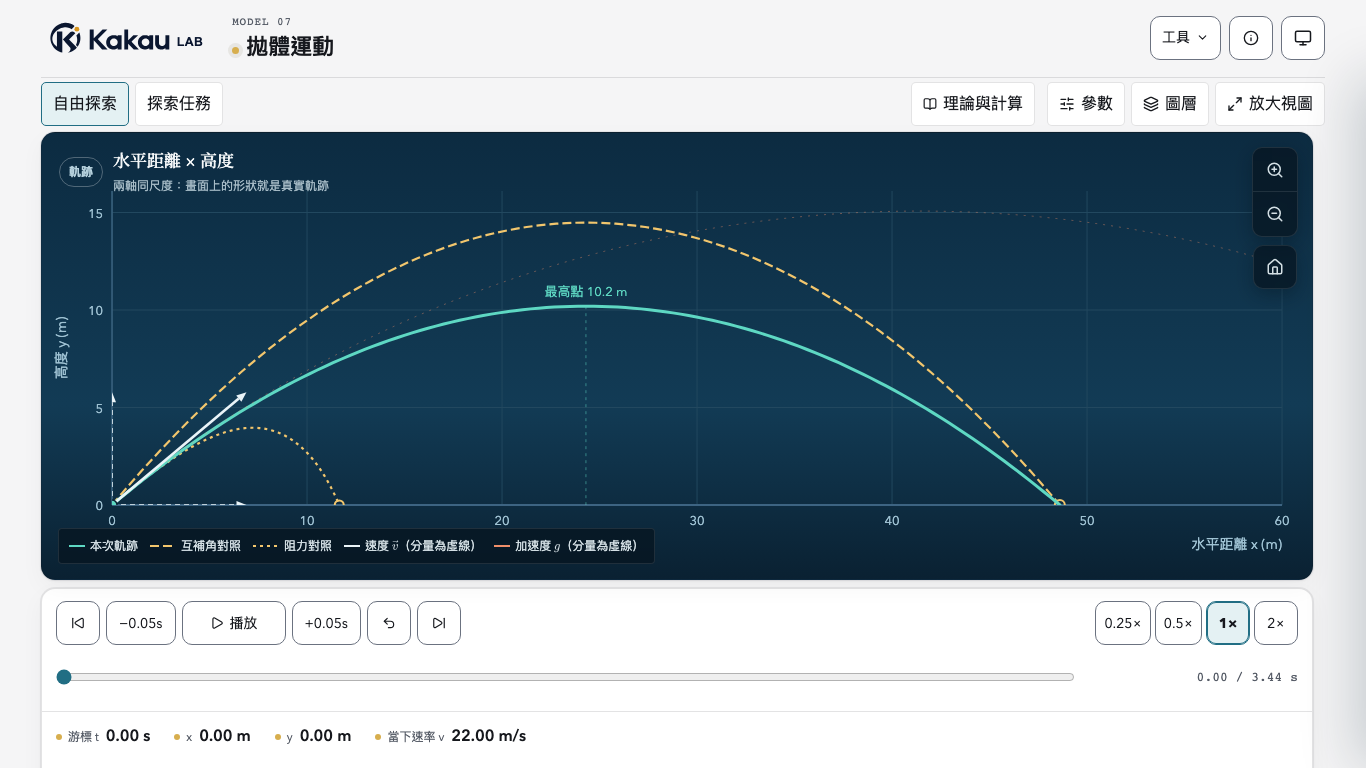 Kakau LAB
MODEL 07
拋體運動
工具
自由探索
探索任務
理論與計算
參數
圖層
放大視圖
軌跡
水平距離 × 高度
兩軸同尺度：畫面上的形狀就是真實軌跡
15
10
5
0
高度 y (m)
最高點 10.2 m
0
10
20
30
40
50
60
水平距離 x (m)
本次軌跡
互補角對照
阻力對照
速度 v⃗（分量為虛線）
加速度 g（分量為虛線）
−0.05s
播放
+0.05s
0.25×
0.5×
1×
2×
0.00 / 3.44 s
游標 t 0.00 s
x 0.00 m
y 0.00 m
當下速率 v 22.00 m/s